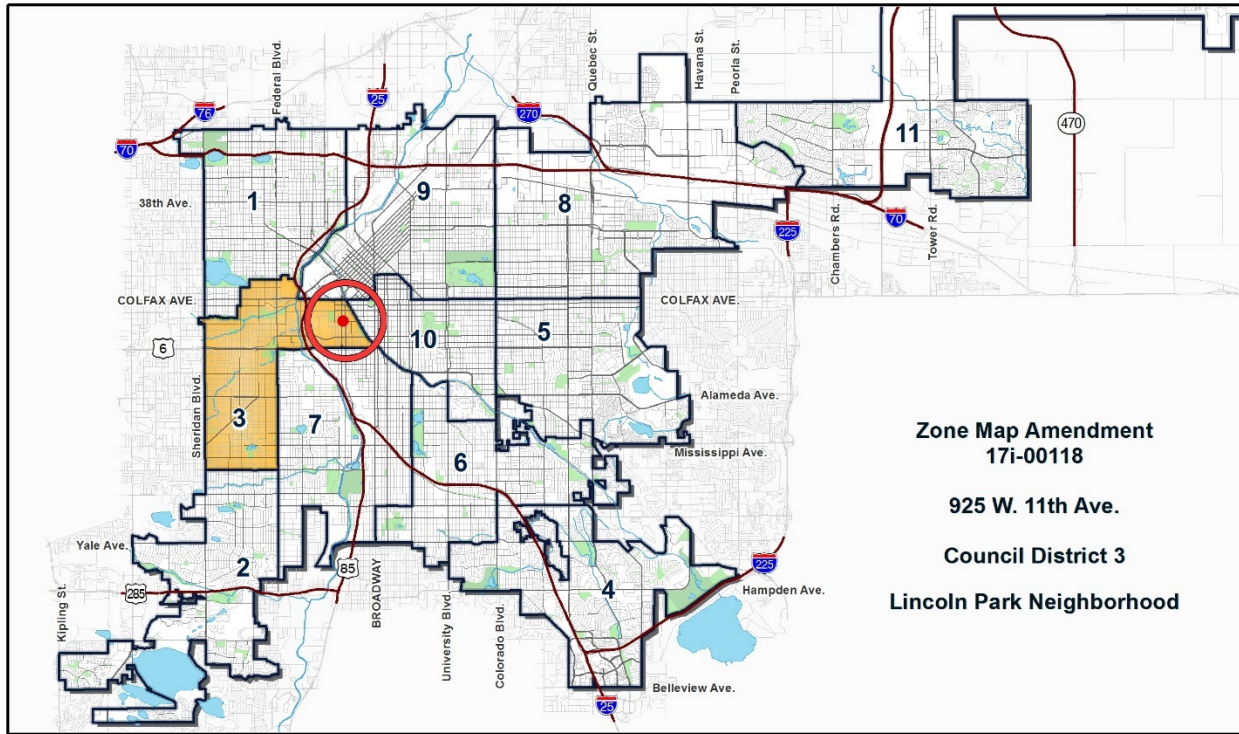 Federal Blvd.
Quebec St.
Havana St.
Peoria St.
25
76
270
70
470
11
38th Ave.
1
9
8
225
Chambers Rd.
70
Tower Rd.
COLFAX AVE.
COLFAX AVE.
6
10
5
Sheridan Blvd.
3
7
Alameda Ave.
Mississippi Ave.
6
Zone Map Amendment
17i-00118
925 W. 11th Ave.
Council District 3
Lincoln Park Neighborhood
Yale Ave.
2
85
285
Kipling St.
BROADWAY
University Blvd.
Colorado Blvd.
4
225
Hampden Ave.
Belleview Ave.
25